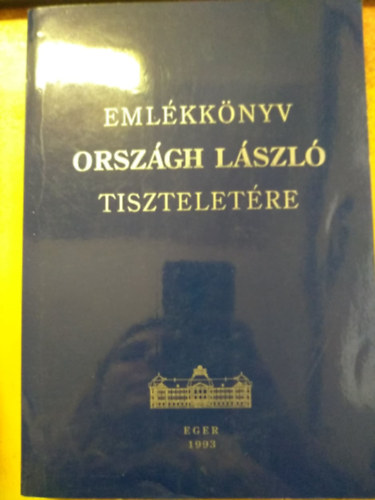 EMLÉKKÖNYV
ORSZÁGH LÁSZLÓ
TISZTELETÉRE
EGER
1993